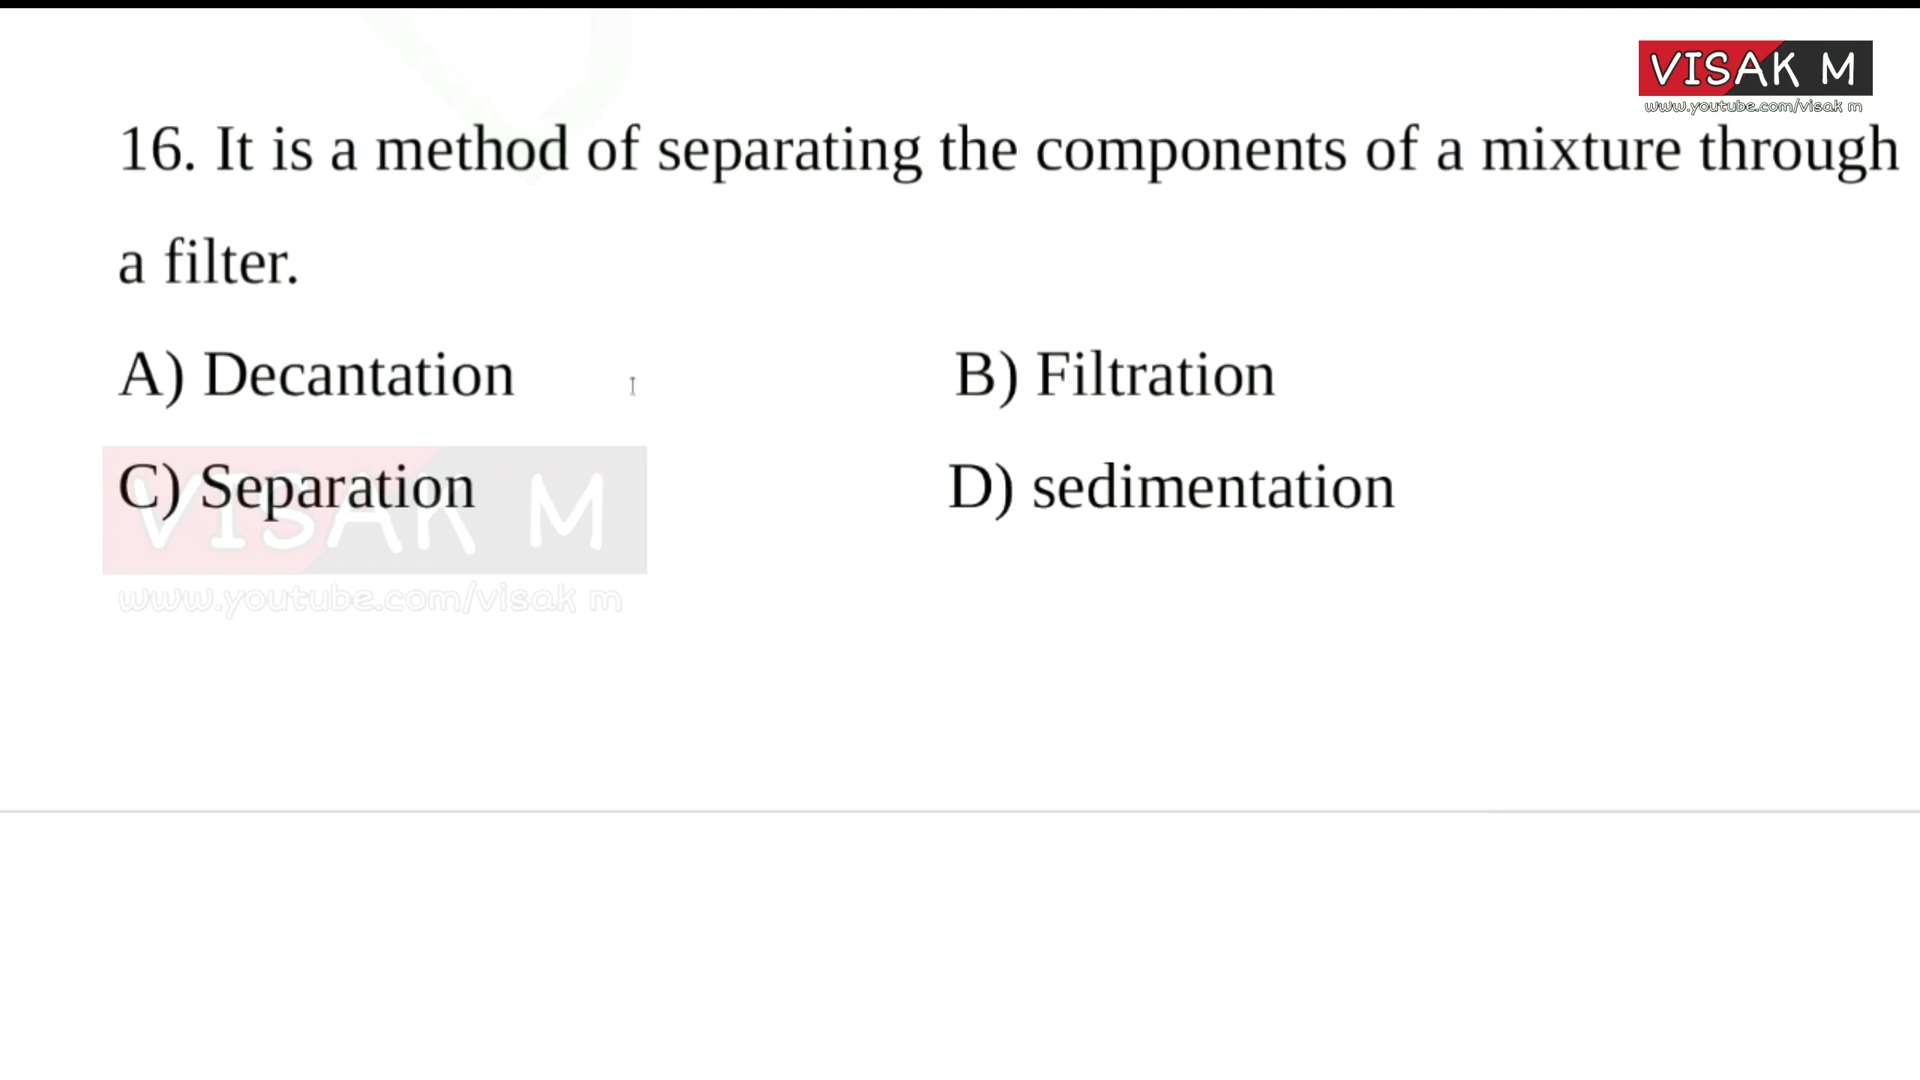 VISAK M
www.youtube.com/visak m
16. It is a method of separating the components of a mixture through
a filter.
A) Decantation B) Filtration
C) Separation D) sedimentation
VISAK M
www.youtube.com/visak m